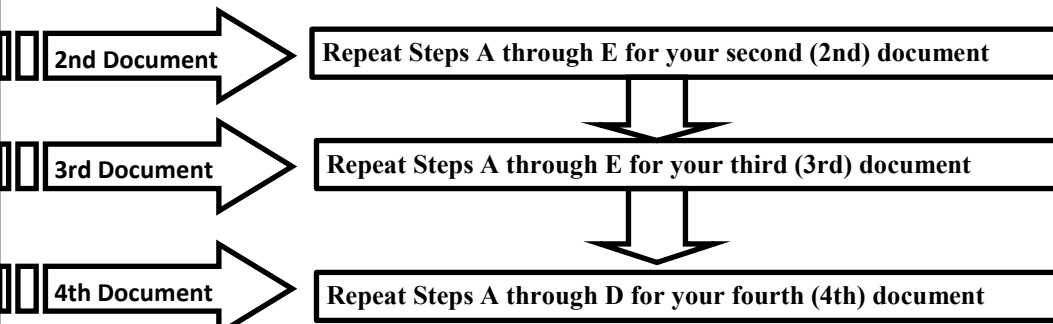 2nd Document
Repeat Steps A through E for your second (2nd) document
3rd Document
Repeat Steps A through E for your third (3rd) document
4th Document
Repeat Steps A through D for your fourth (4th) document